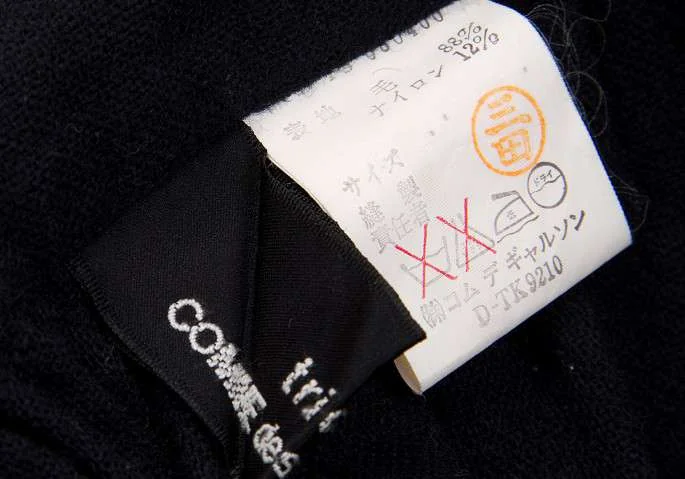 表地 毛 88%
ナイロン 12%
サイズ
縫製
責任者
三田
ドライ
㈱コム デ ギャルソン
D-TK9210
tri
COMME des